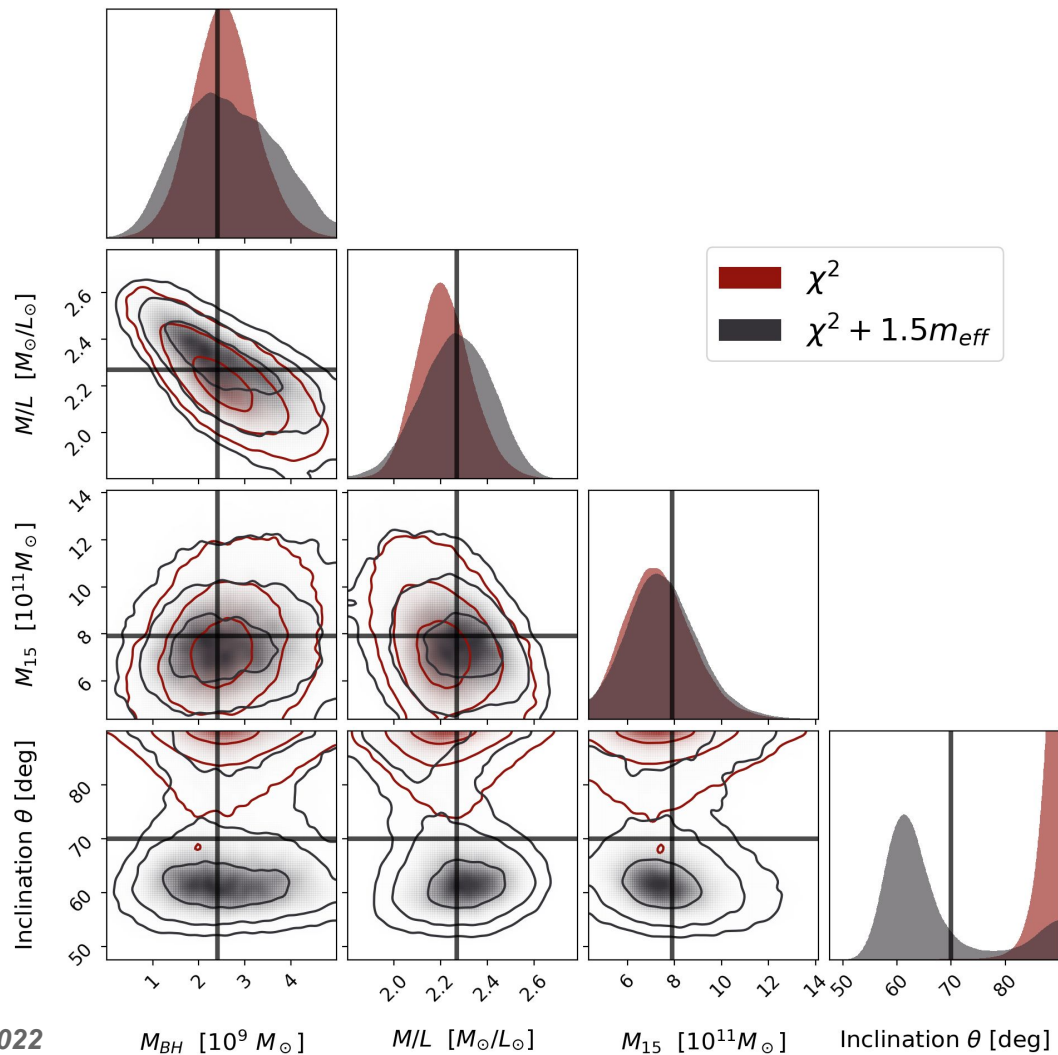 χ²
χ² + 1.5m_eff
M/L [M⊙/L⊙]
2.6
2.4
2.2
2.0
M₁₅ [10¹¹M⊙]
14
12
10
8
6
Inclination θ [deg]
80
70
60
50
1 2 3 4
2.0 2.2 2.4 2.6
6 8 10 12 14
50 60 70 80
022
M_BH [10⁹ M⊙]
M/L [M⊙/L⊙]
M₁₅ [10¹¹M⊙]
Inclination θ [deg]